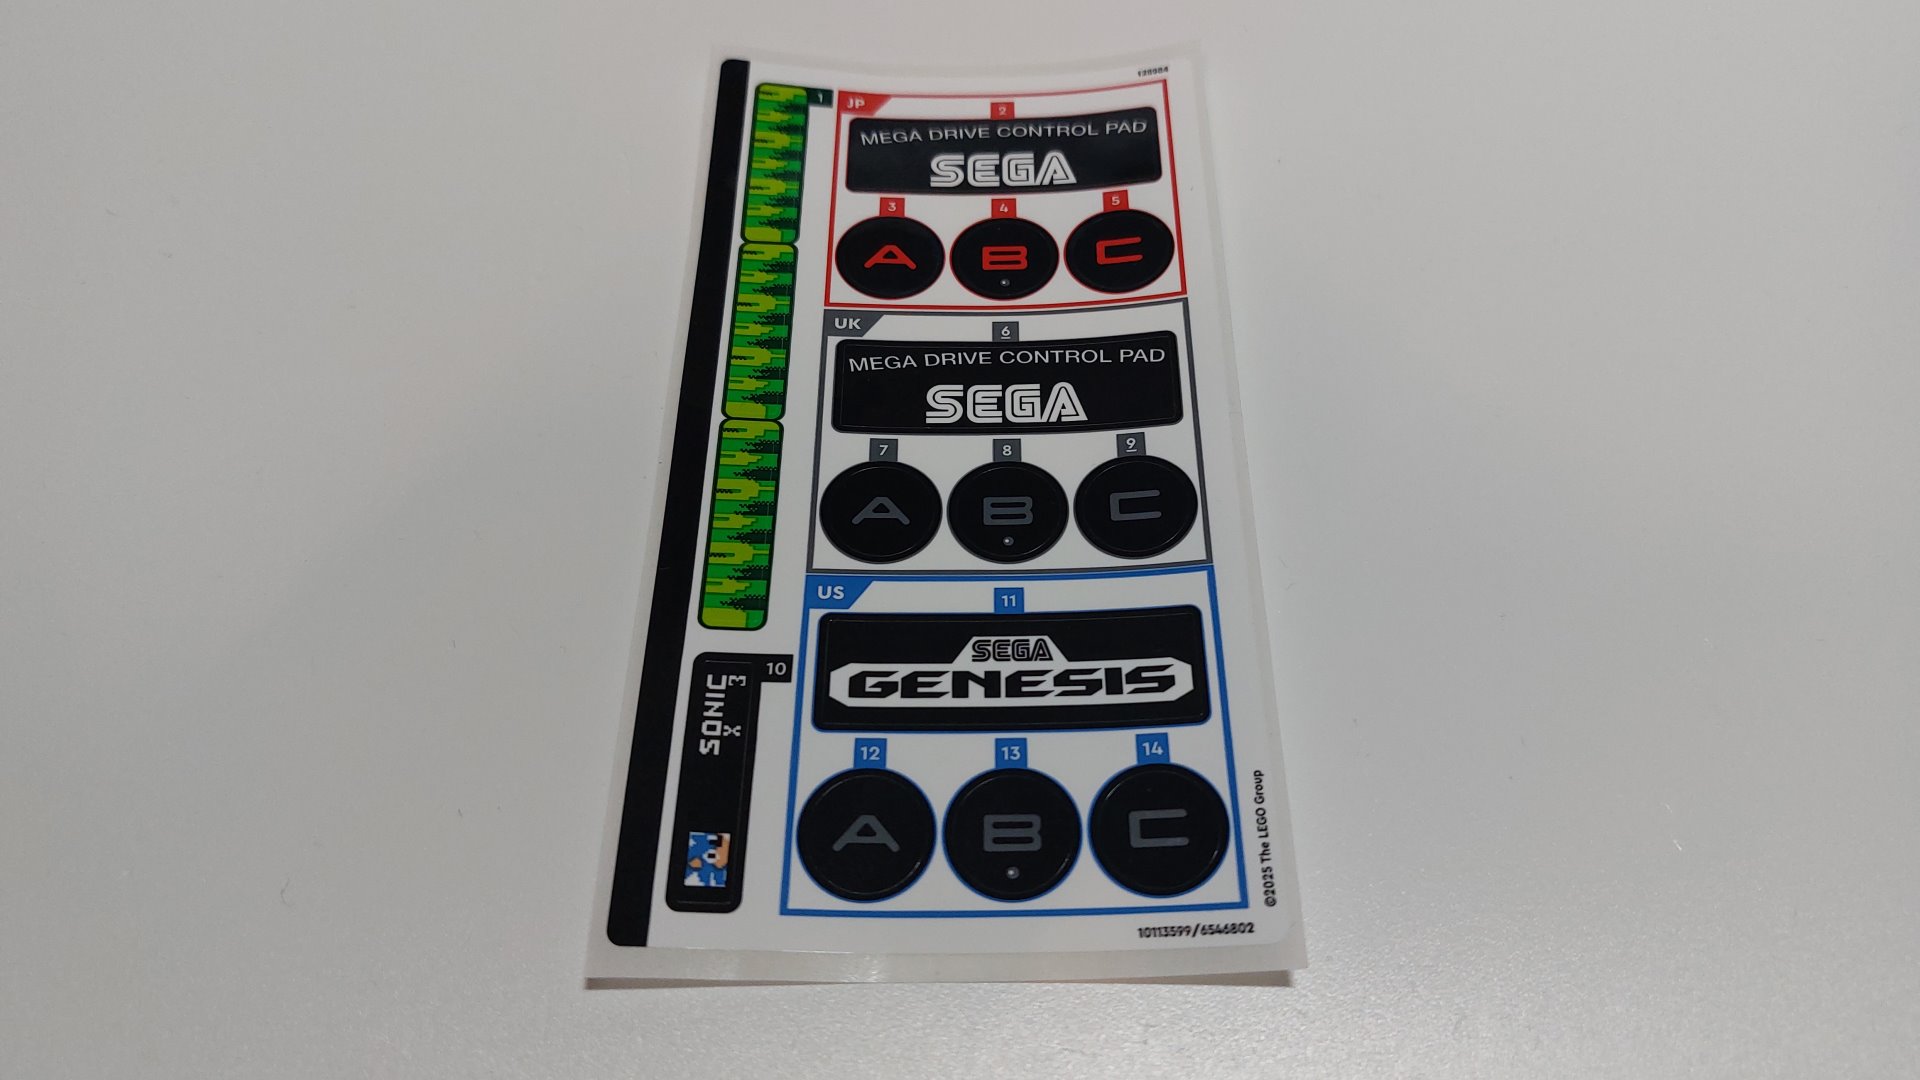 128984
1
JP
2
MEGA DRIVE CONTROL PAD
SEGA
3 4 5
A B C
UK
6
MEGA DRIVE CONTROL PAD
SEGA
7 8 9
A B C
US
11
SEGA
GENESIS
12 13 14
A B C
10
SONIC
X 3
©2025 The LEGO Group
10113599/6546802